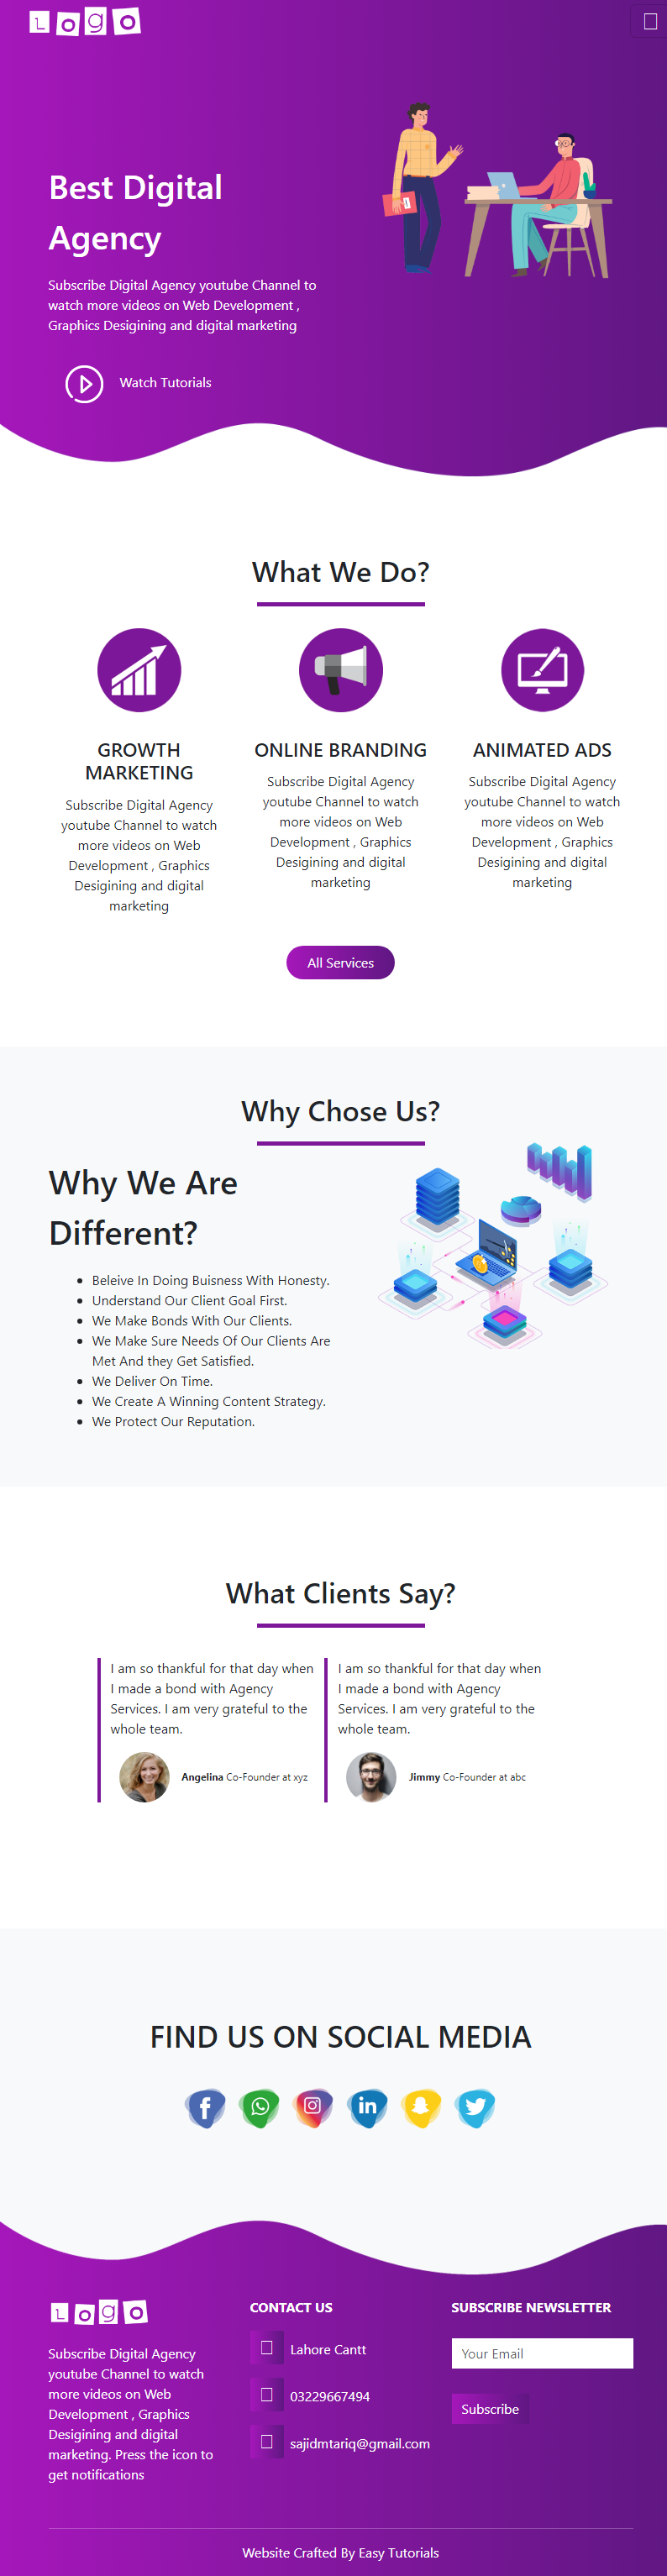 LOGO
Best Digital
Agency
Subscribe Digital Agency youtube Channel to
watch more videos on Web Development ,
Graphics Desigining and digital marketing
Watch Tutorials
What We Do?
GROWTH
MARKETING
Subscribe Digital Agency
youtube Channel to watch
more videos on Web
Development , Graphics
Desigining and digital
marketing
ONLINE BRANDING
Subscribe Digital Agency
youtube Channel to watch
more videos on Web
Development , Graphics
Desigining and digital
marketing
ANIMATED ADS
Subscribe Digital Agency
youtube Channel to watch
more videos on Web
Development , Graphics
Desigining and digital
marketing
All Services
Why Chose Us?
Why We Are
Different?
Beleive In Doing Buisness With Honesty.
Understand Our Client Goal First.
We Make Bonds With Our Clients.
We Make Sure Needs Of Our Clients Are
Met And they Get Satisfied.
We Deliver On Time.
We Create A Winning Content Strategy.
We Protect Our Reputation.
What Clients Say?
I am so thankful for that day when
I made a bond with Agency
Services. I am very grateful to the
whole team.
Angelina Co-Founder at xyz
I am so thankful for that day when
I made a bond with Agency
Services. I am very grateful to the
whole team.
Jimmy Co-Founder at abc
FIND US ON SOCIAL MEDIA
LOGO
Subscribe Digital Agency
youtube Channel to watch
more videos on Web
Development , Graphics
Desigining and digital
marketing. Press the icon to
get notifications
CONTACT US
Lahore Cantt
03229667494
sajidmtariq@gmail.com
SUBSCRIBE NEWSLETTER
Your Email
Subscribe
Website Crafted By Easy Tutorials